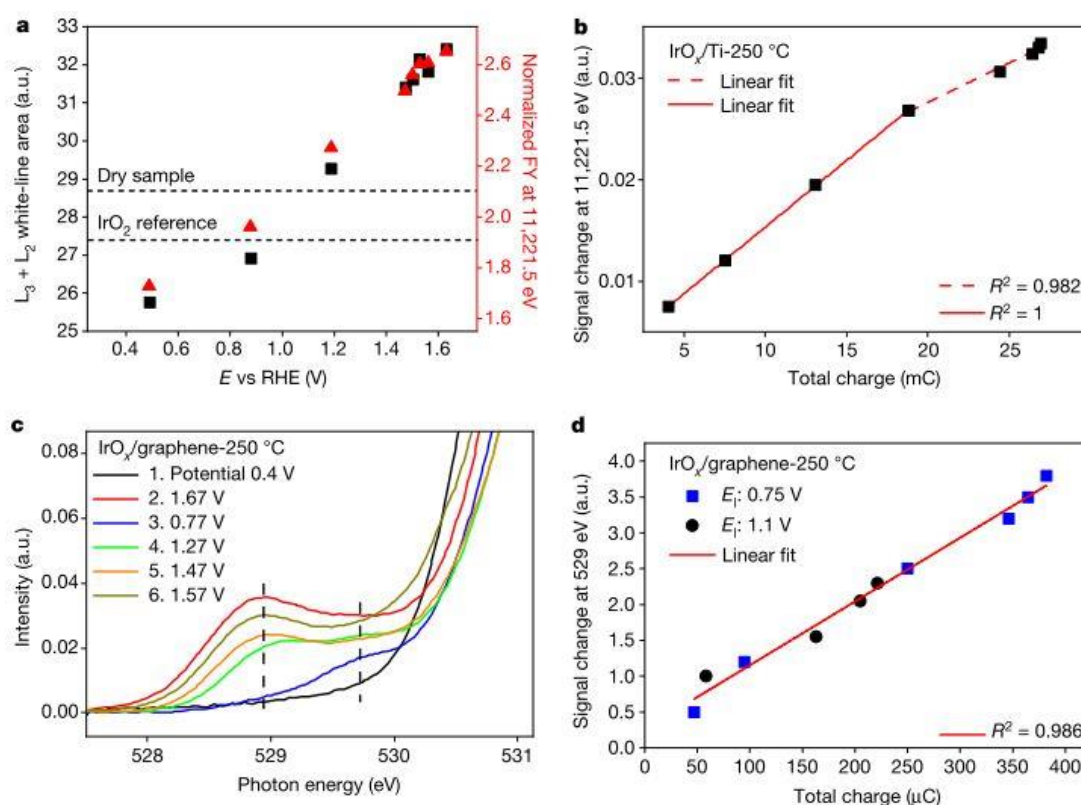 a
33
32
31
30
29
28
27
26
25
L₃ + L₂ white-line area (a.u.)
Dry sample
IrO₂ reference
0.4 0.6 0.8 1.0 1.2 1.4 1.6
E vs RHE (V)
2.6
2.4
2.2
2.0
1.8
1.6
Normalized FY at 11,221.5 eV
b
IrOₓ/Ti-250 °C
Linear fit
Linear fit
0.03
0.02
0.01
Signal change at 11,221.5 eV (a.u.)
R² = 0.982
R² = 1
5 10 15 20 25
Total charge (mC)
c
IrOₓ/graphene-250 °C
1. Potential 0.4 V
2. 1.67 V
3. 0.77 V
4. 1.27 V
5. 1.47 V
6. 1.57 V
0.08
0.06
0.04
0.02
0.00
Intensity (a.u.)
528 529 530 531
Photon energy (eV)
d
IrOₓ/graphene-250 °C
Eᵢ: 0.75 V
Eᵢ: 1.1 V
Linear fit
4.0
3.5
3.0
2.5
2.0
1.5
1.0
0.5
0.0
Signal change at 529 eV (a.u.)
R² = 0.986
0 50 100 150 200 250 300 350 400
Total charge (μC)